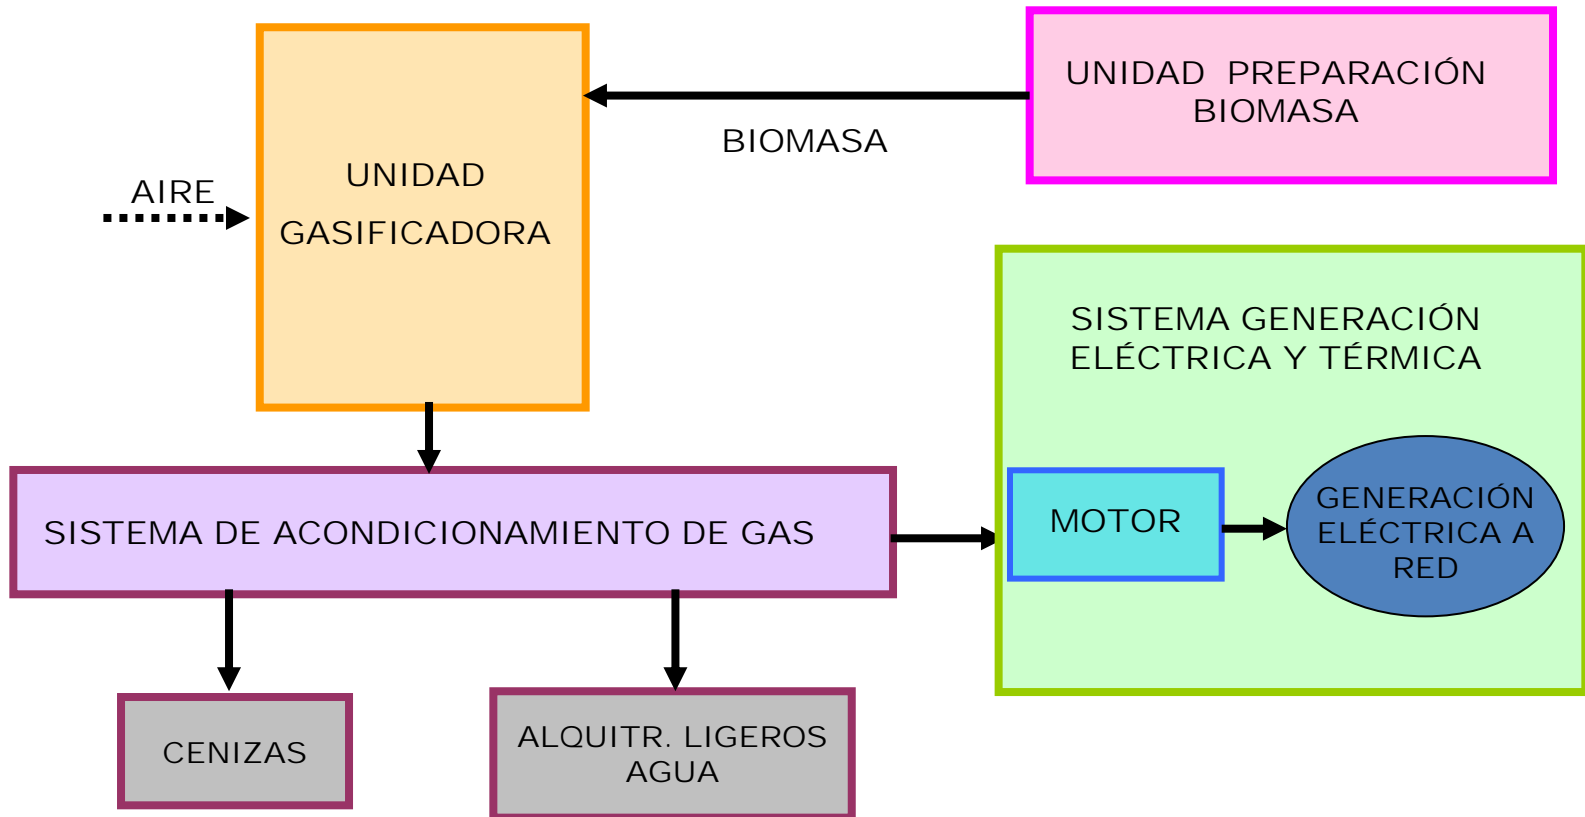 UNIDAD PREPARACIÓN
BIOMASA
BIOMASA
UNIDAD
GASIFICADORA
AIRE
SISTEMA GENERACIÓN
ELÉCTRICA Y TÉRMICA
MOTOR
GENERACIÓN
ELÉCTRICA A
RED
SISTEMA DE ACONDICIONAMIENTO DE GAS
CENIZAS
ALQUITR. LIGEROS
AGUA